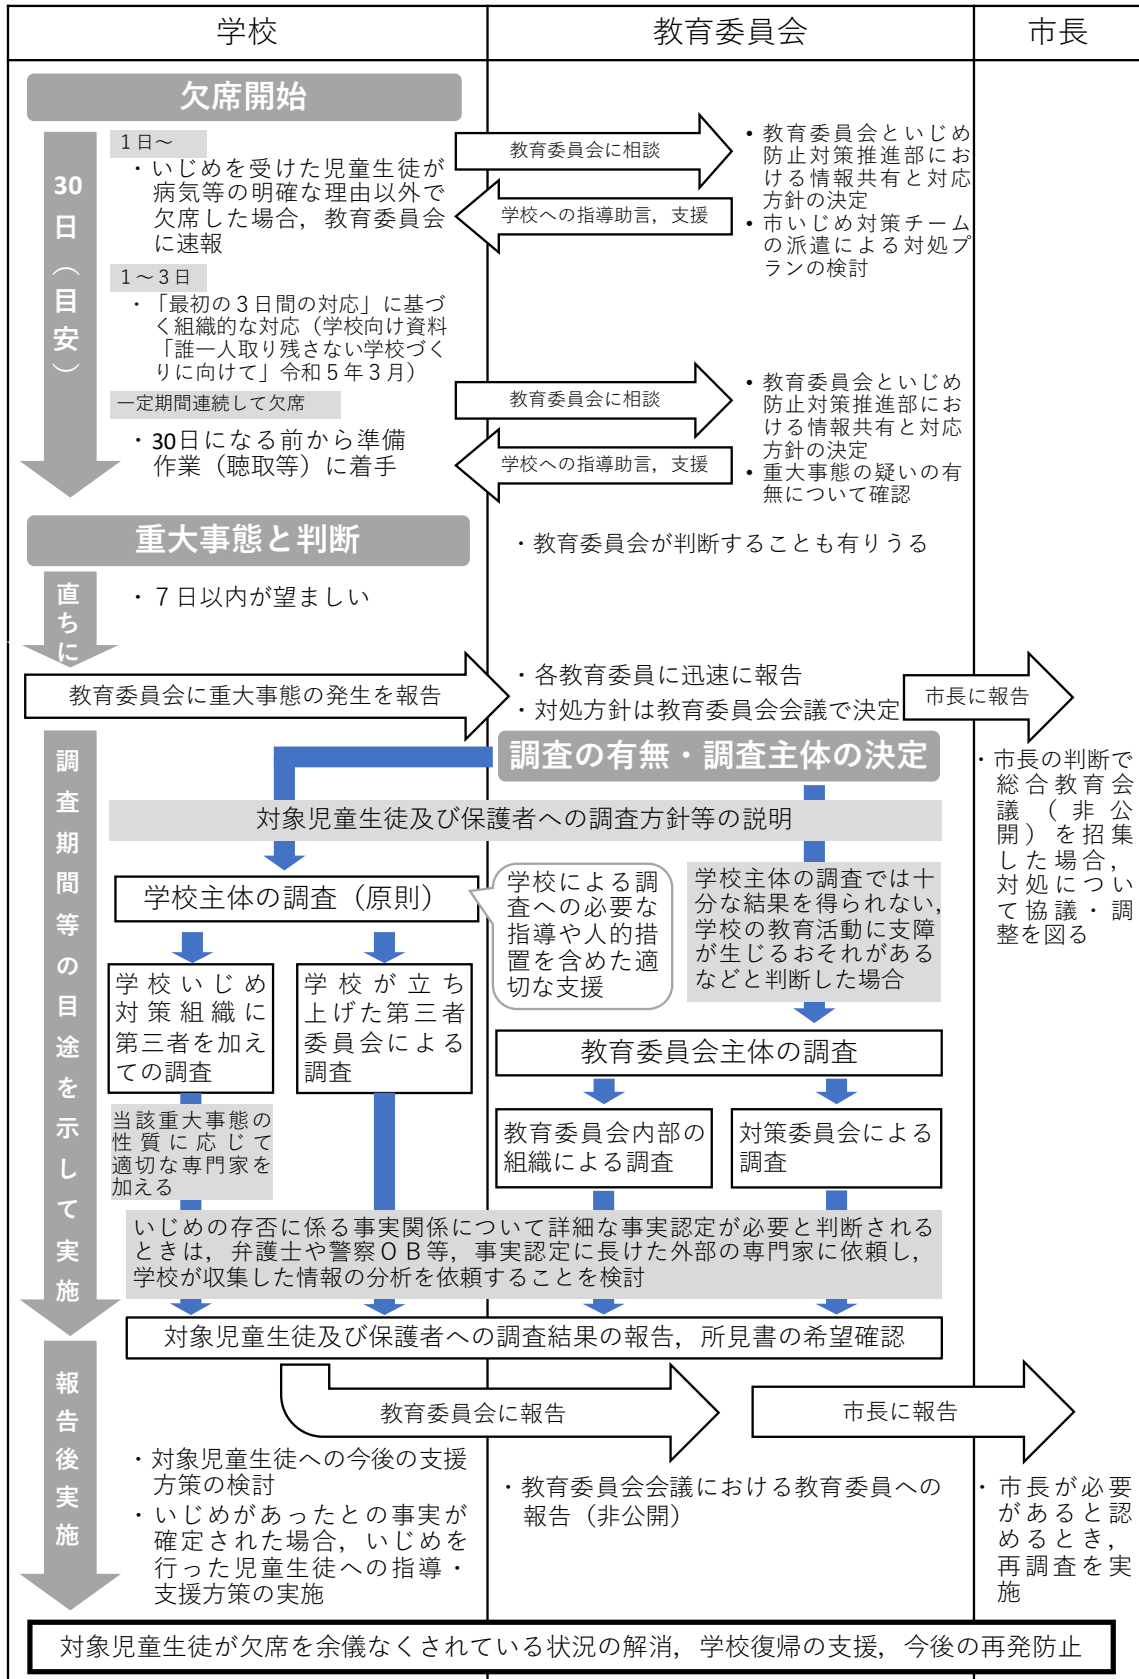 学校
教育委員会
市長
欠席開始
30日（目安）
１日～
・いじめを受けた児童生徒が
病気等の明確な理由以外で
欠席した場合，教育委員会
に速報
教育委員会に相談
学校への指導助言，支援
• 教育委員会といじめ
防止対策推進部にお
ける情報共有と対応
方針の決定
• 市いじめ対策チーム
の派遣による対処プ
ランの検討
１～３日
・「最初の３日間の対応」に基づ
く組織的な対応（学校向け資料
「誰一人取り残さない学校づく
りに向けて」令和５年３月）
一定期間連続して欠席
・30日になる前から準備
作業（聴取等）に着手
教育委員会に相談
学校への指導助言，支援
• 教育委員会といじめ
防止対策推進部にお
ける情報共有と対応
方針の決定
• 重大事態の疑いの有
無について確認
重大事態と判断
・教育委員会が判断することも有りうる
直ちに
・７日以内が望ましい
教育委員会に重大事態の発生を報告
・各教育委員に迅速に報告
・対処方針は教育委員会会議で決定
市長に報告
調査期間等の目途を示して実施
調査の有無・調査主体の決定
・市長の判断で
総合教育会
議（非公
開）を招集
した場合，
対処につい
て協議・調
整を図る
対象児童生徒及び保護者への調査方針等の説明
学校主体の調査（原則）
学校による調
査への必要な
指導や人的措
置を含めた適
切な支援
学校主体の調査では十
分な結果を得られない，
学校の教育活動に支障
が生じるおそれがある
などと判断した場合
学校いじめ
対策組織に
第三者を加え
ての調査
学校が立ち
上げた第三者
委員会による
調査
教育委員会主体の調査
当該重大事態の
性質に応じて
適切な専門家を
加える
教育委員会内部の
組織による調査
対策委員会による
調査
いじめの存否に係る事実関係について詳細な事実認定が必要と判断される
ときは，弁護士や警察ＯＢ等，事実認定に長けた外部の専門家に依頼し，
学校が収集した情報の分析を依頼することを検討
対象児童生徒及び保護者への調査結果の報告，所見書の希望確認
報告後実施
教育委員会に報告
市長に報告
・対象児童生徒への今後の支援
方策の検討
・いじめがあったとの事実が
確定された場合，いじめを
行った児童生徒への指導・
支援方策の実施
・教育委員会会議における教育委員への
報告（非公開）
・市長が必要
があると認
めるとき，
再調査を実
施
対象児童生徒が欠席を余儀なくされている状況の解消，学校復帰の支援，今後の再発防止